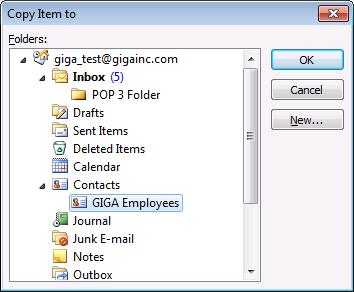 Copy Item to
Folders:
giga_test@gigainc.com
Inbox (5)
POP 3 Folder
Drafts
Sent Items
Deleted Items
Calendar
Contacts
GIGA Employees
Journal
Junk E-mail
Notes
Outbox
OK
Cancel
New...